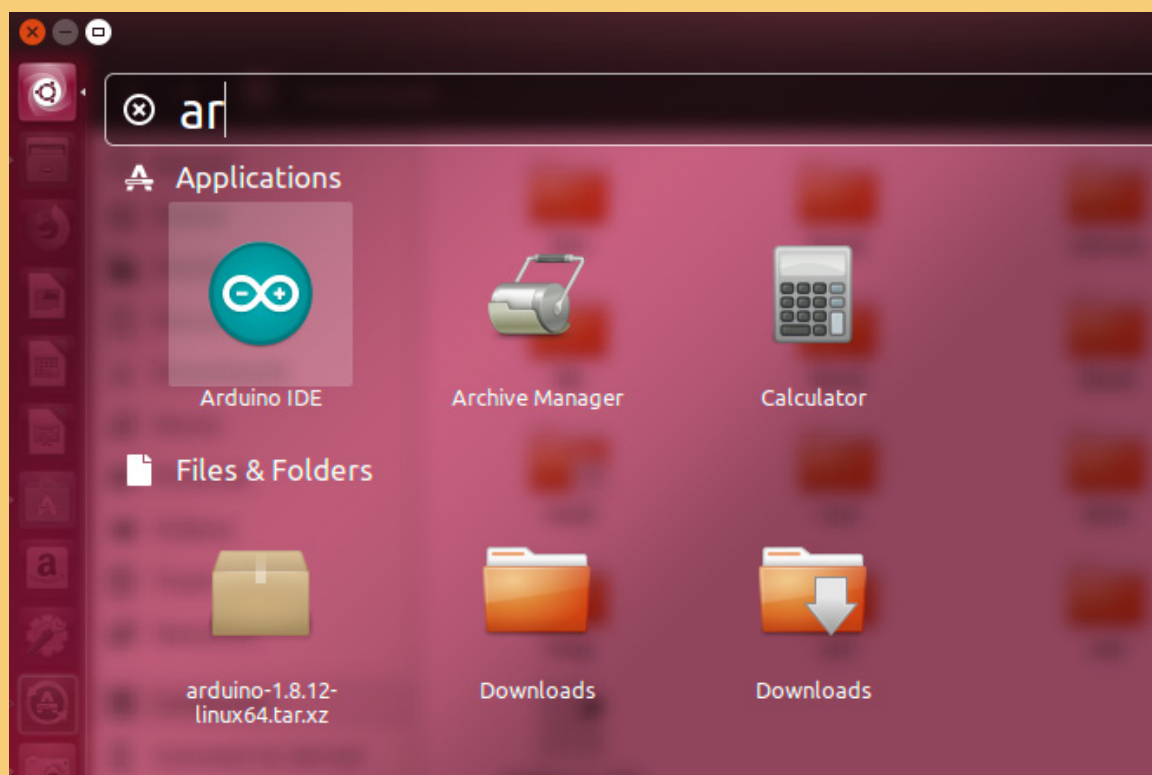 ar
Applications
Arduino IDE
Archive Manager
Calculator
Files & Folders
arduino-1.8.12-
linux64.tar.xz
Downloads
Downloads